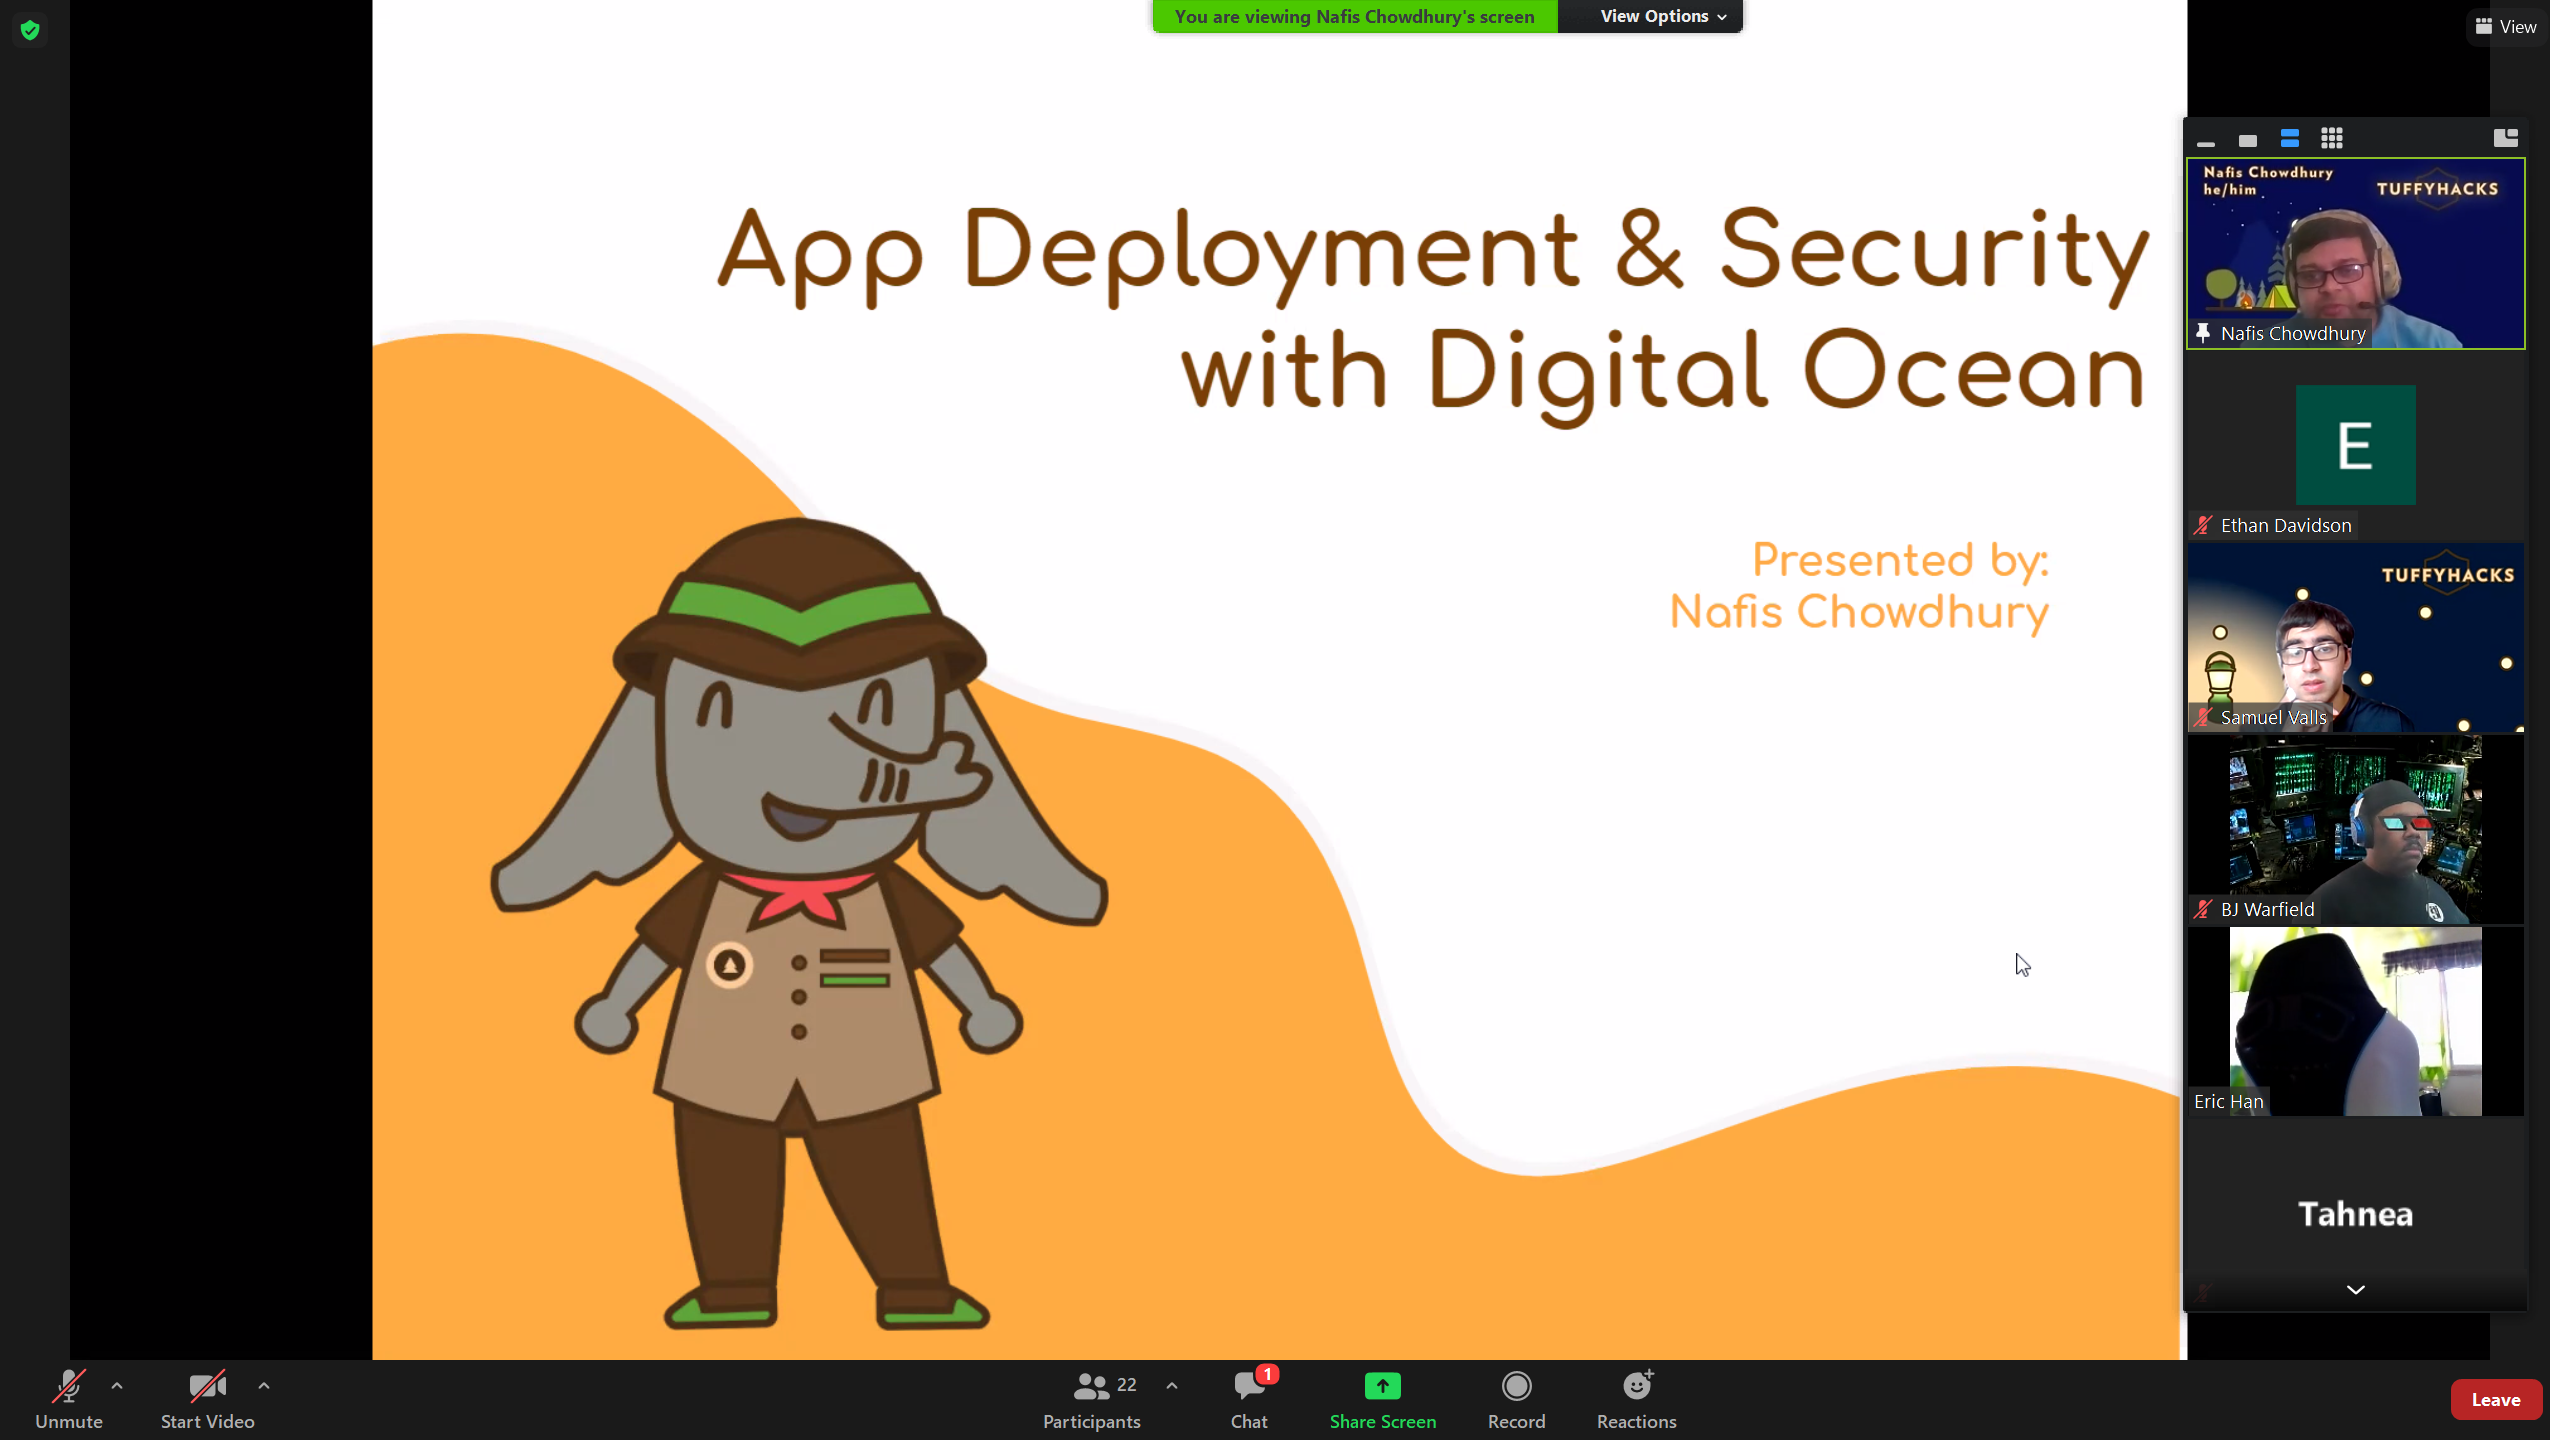 You are viewing Nafis Chowdhury's screen
View Options
View
App Deployment & Security
with Digital Ocean
Presented by:
Nafis Chowdhury
Nafis Chowdhury
he/him
TUFFYHACKS
Nafis Chowdhury
E
Ethan Davidson
TUFFYHACKS
Samuel Valls
BJ Warfield
Eric Han
Tahnea
Unmute
Start Video
22
Participants
1
Chat
Share Screen
Record
Reactions
Leave